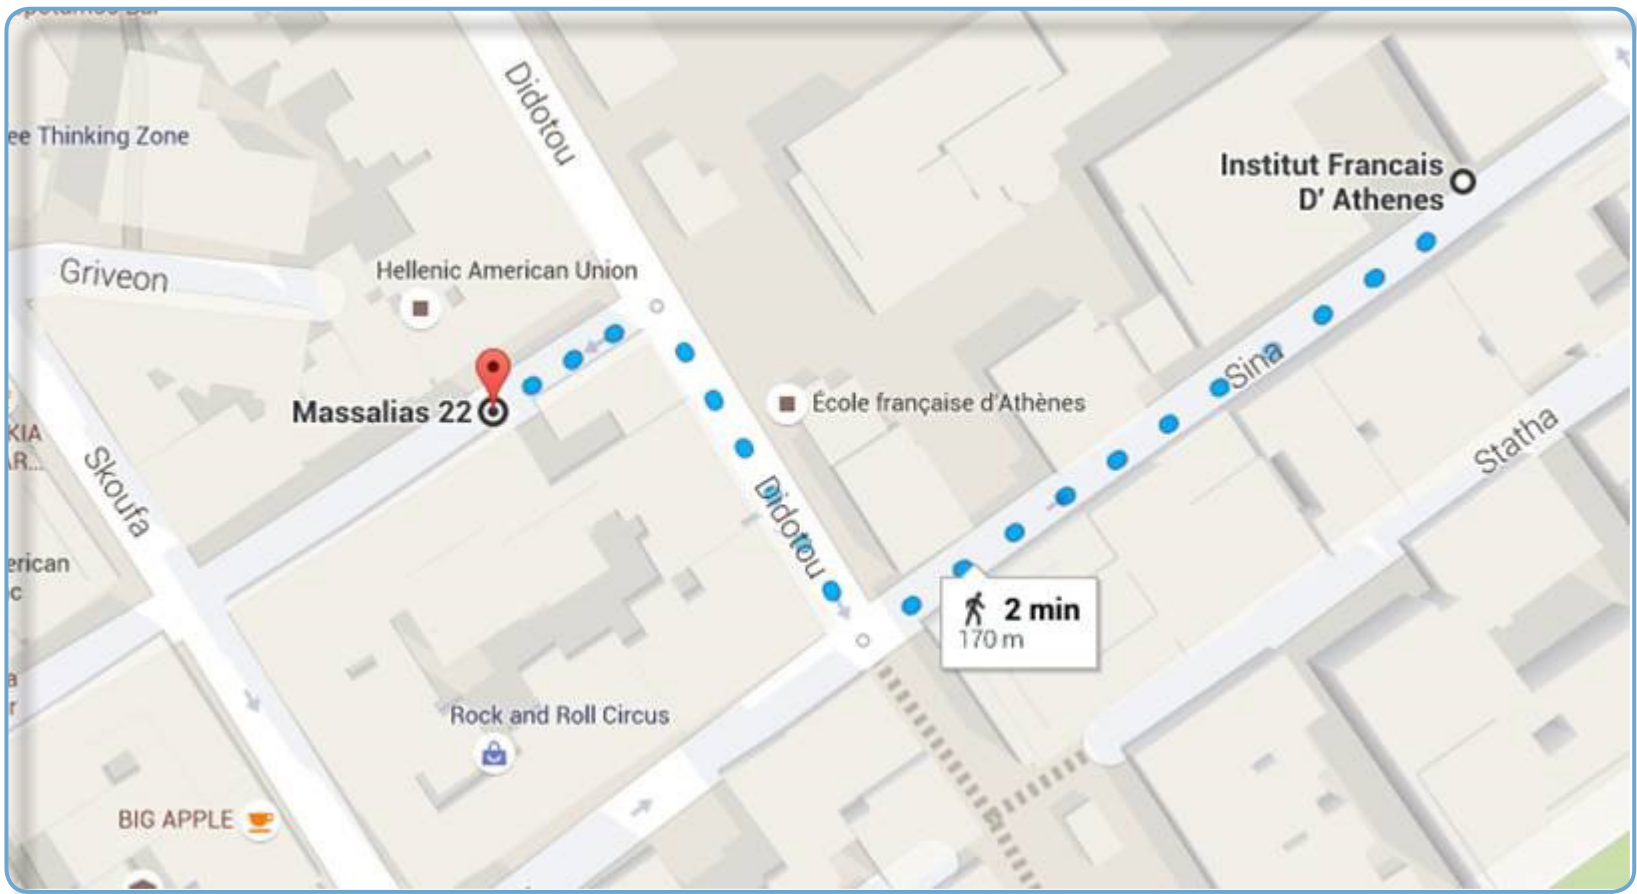 Didotou
ee Thinking Zone
Institut Francais
D' Athenes
Griveon
Hellenic American Union
Sina
Massalias 22
École française d'Athènes
KIA
AR...
Skoufa
Statha
Didotou
erican
c
2 min
170 m
a
r
Rock and Roll Circus
BIG APPLE